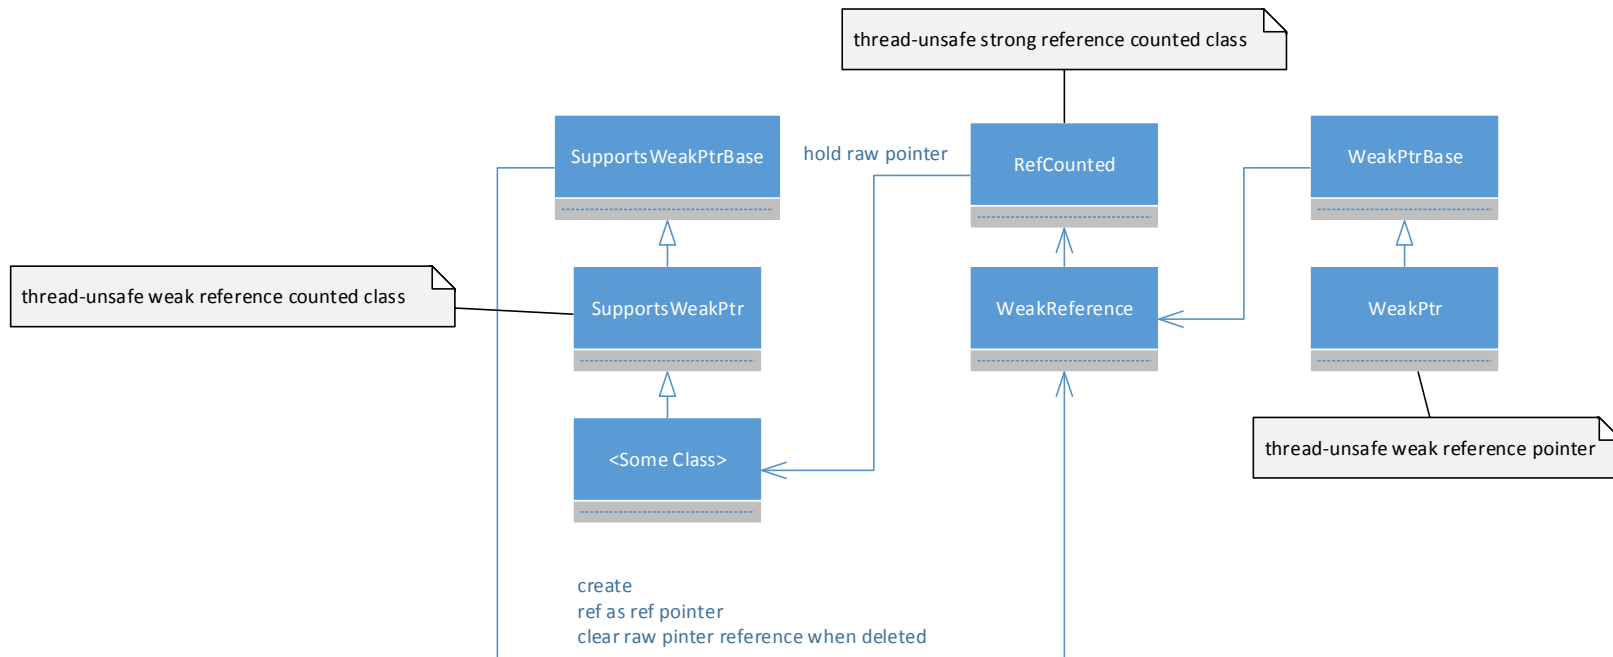 thread-unsafe strong reference counted class
SupportsWeakPtrBase
hold raw pointer
RefCounted
WeakPtrBase
thread-unsafe weak reference counted class
SupportsWeakPtr
WeakReference
WeakPtr
<Some Class>
thread-unsafe weak reference pointer
create
ref as ref pointer
clear raw pinter reference when deleted